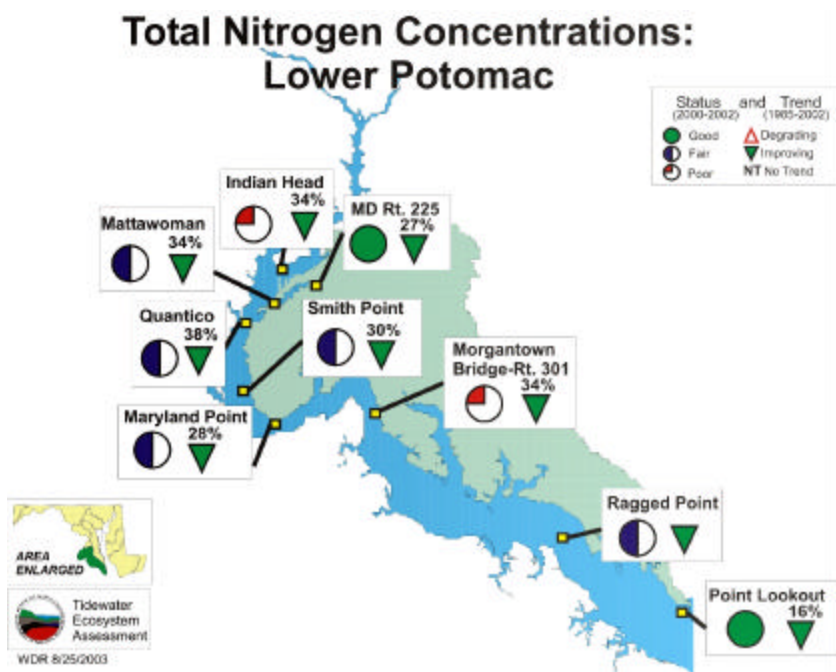 Total Nitrogen Concentrations:
Lower Potomac
Status and Trend
(2000-2002) (1985-2002)
Good Degrading
Fair Improving
Poor NT No Trend
Indian Head
34%
MD Rt. 225
27%
Mattawoman
34%
Quantico
38%
Smith Point
30%
Morgantown
Bridge-Rt. 301
34%
Maryland Point
28%
Ragged Point
Point Lookout
16%
AREA
ENLARGED
Tidewater
Ecosystem
Assessment
WDR 8/25/2003